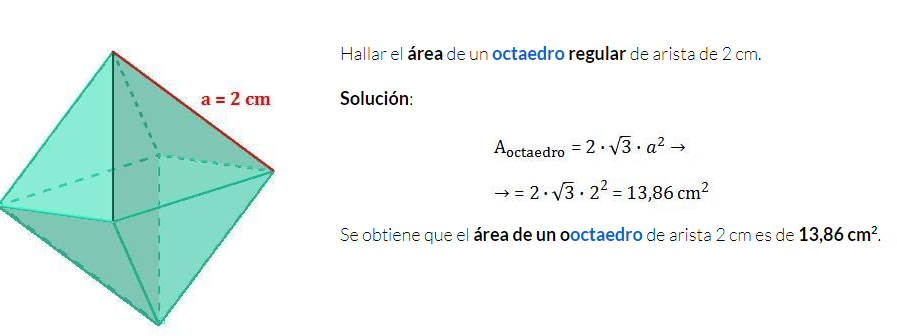 Hallar el área de un octaedro regular de arista de 2 cm.
a = 2 cm
Solución:
A_octaedro = 2 · √3 · a² →
→ = 2 · √3 · 2² = 13,86 cm²
Se obtiene que el área de un ooctaedro de arista 2 cm es de 13,86 cm².